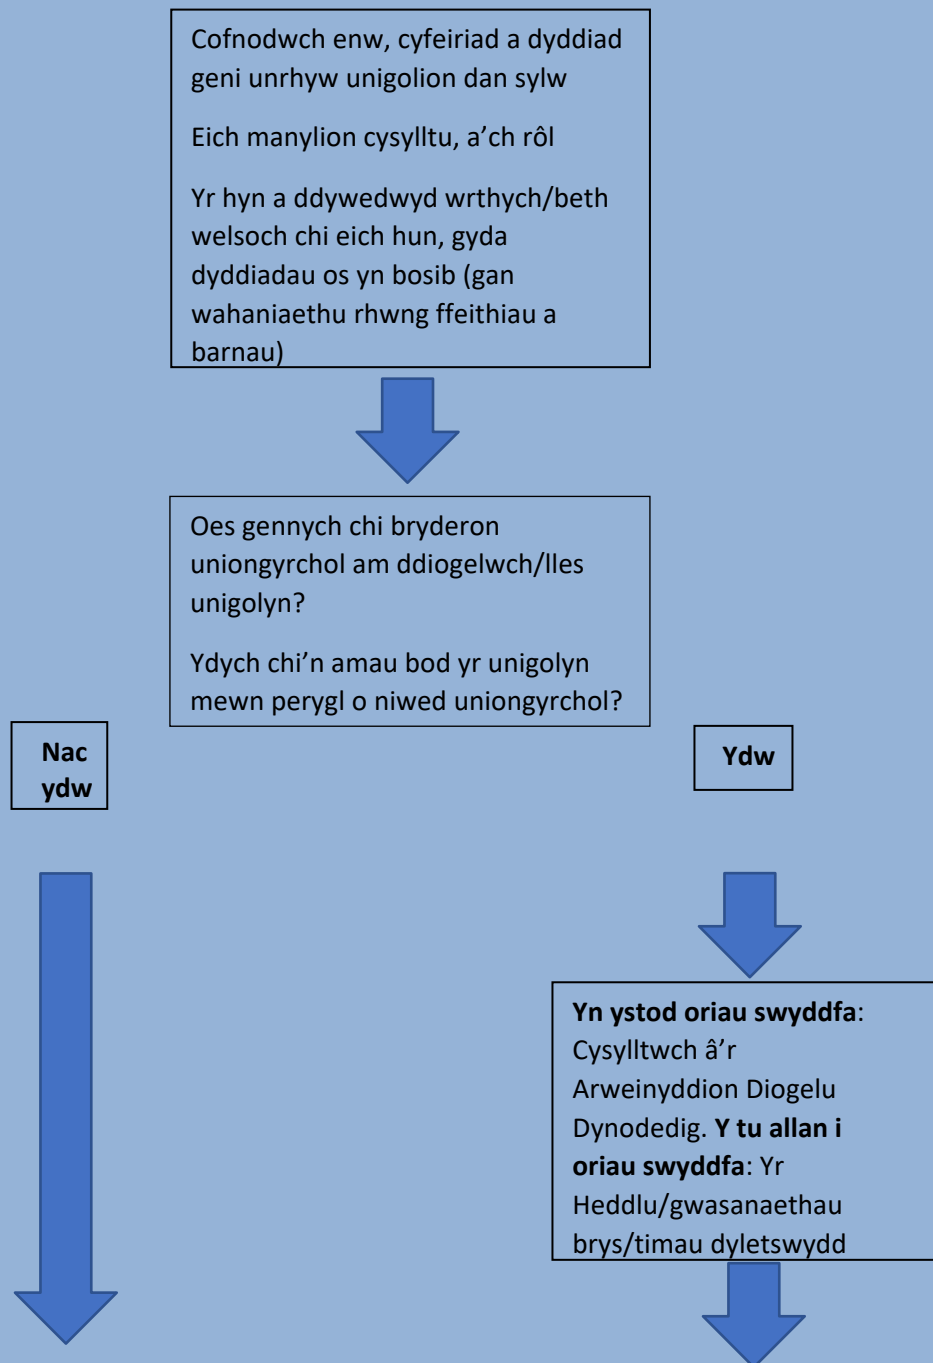 Cofnodwch enw, cyfeiriad a dyddiad
geni unrhyw unigolion dan sylw
Eich manylion cysylltu, a’ch rôl
Yr hyn a ddywedwyd wrthych/beth
welsoch chi eich hun, gyda
dyddiadau os yn bosib (gan
wahaniaethu rhwng ffeithiau a
barnau)
Oes gennych chi bryderon
uniongyrchol am ddiogelwch/lles
unigolyn?
Ydych chi’n amau bod yr unigolyn
mewn perygl o niwed uniongyrchol?
Nac
ydw
Ydw
Yn ystod oriau swyddfa:
Cysylltwch â’r
Arweinyddion Diogelu
Dynodedig. Y tu allan i
oriau swyddfa: Yr
Heddlu/gwasanaethau
brys/timau dyletswydd